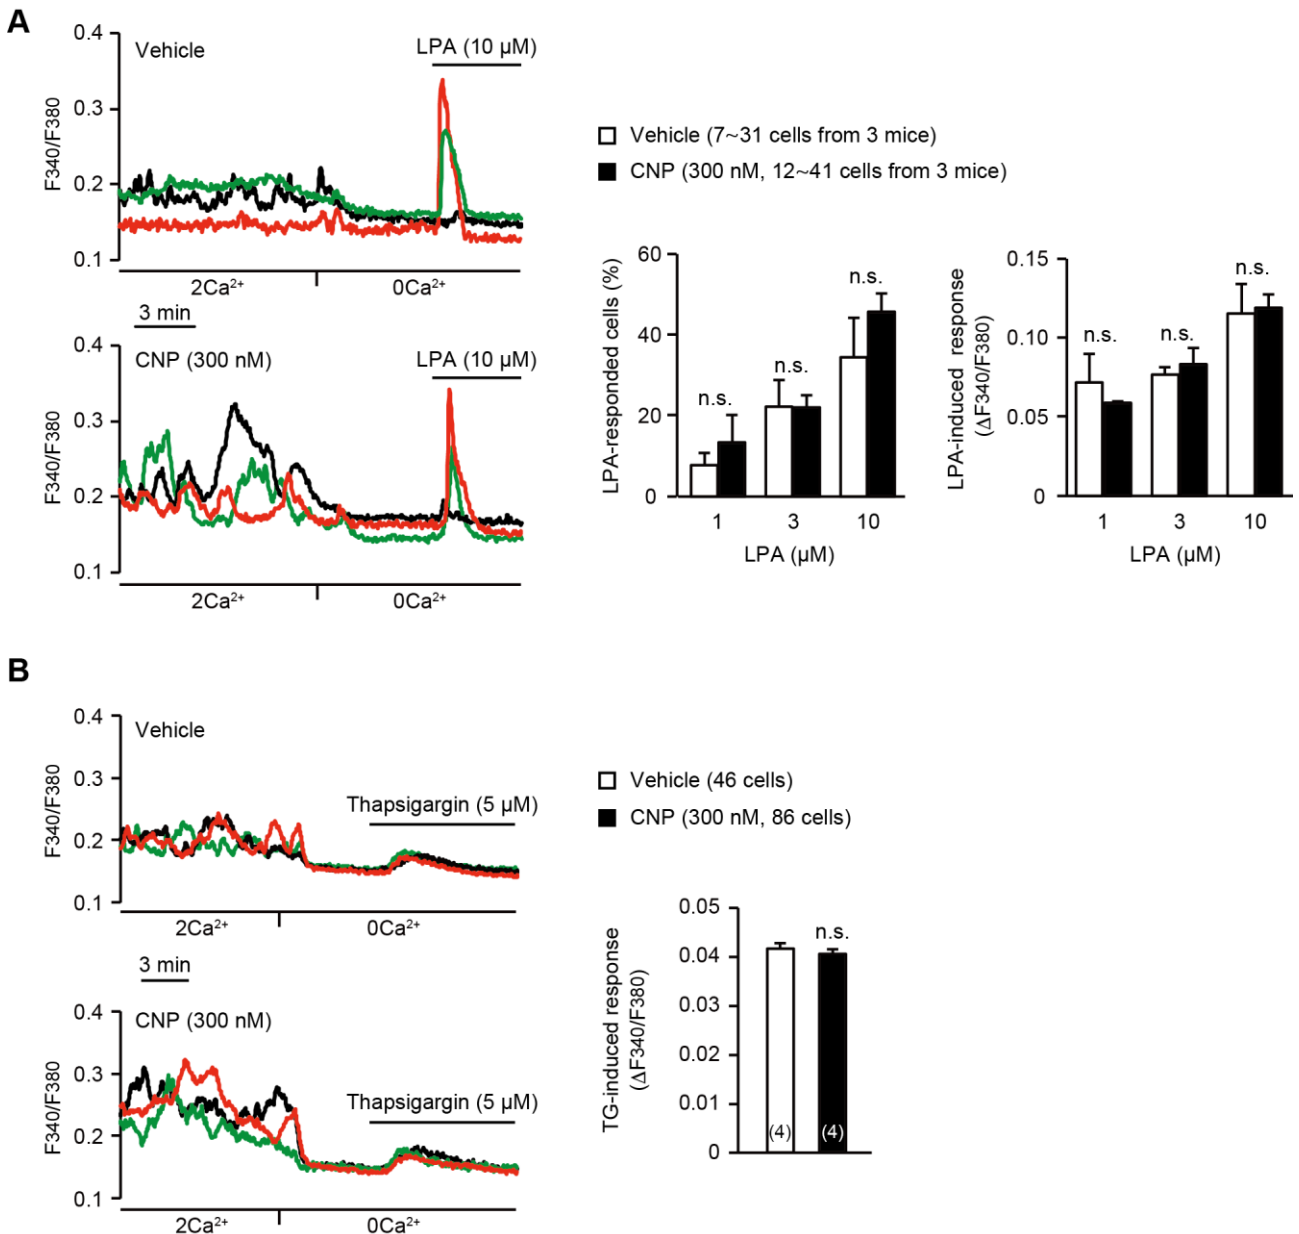 A
0.4
0.3
0.2
0.1
F340/F380
Vehicle
LPA (10 µM)
2Ca²⁺
0Ca²⁺
3 min
0.4
0.3
0.2
0.1
F340/F380
CNP (300 nM)
LPA (10 µM)
2Ca²⁺
0Ca²⁺
Vehicle (7~31 cells from 3 mice)
CNP (300 nM, 12~41 cells from 3 mice)
60
40
20
0
LPA-responded cells (%)
n.s.
n.s.
n.s.
1
3
10
LPA (µM)
0.15
0.10
0.05
0
LPA-induced response
(ΔF340/F380)
n.s.
n.s.
n.s.
1
3
10
LPA (µM)
B
0.4
0.3
0.2
0.1
F340/F380
Vehicle
Thapsigargin (5 µM)
2Ca²⁺
0Ca²⁺
3 min
0.4
0.3
0.2
0.1
F340/F380
CNP (300 nM)
Thapsigargin (5 µM)
2Ca²⁺
0Ca²⁺
Vehicle (46 cells)
CNP (300 nM, 86 cells)
0.05
0.04
0.03
0.02
0.01
0
TG-induced response
(ΔF340/F380)
n.s.
(4)
(4)